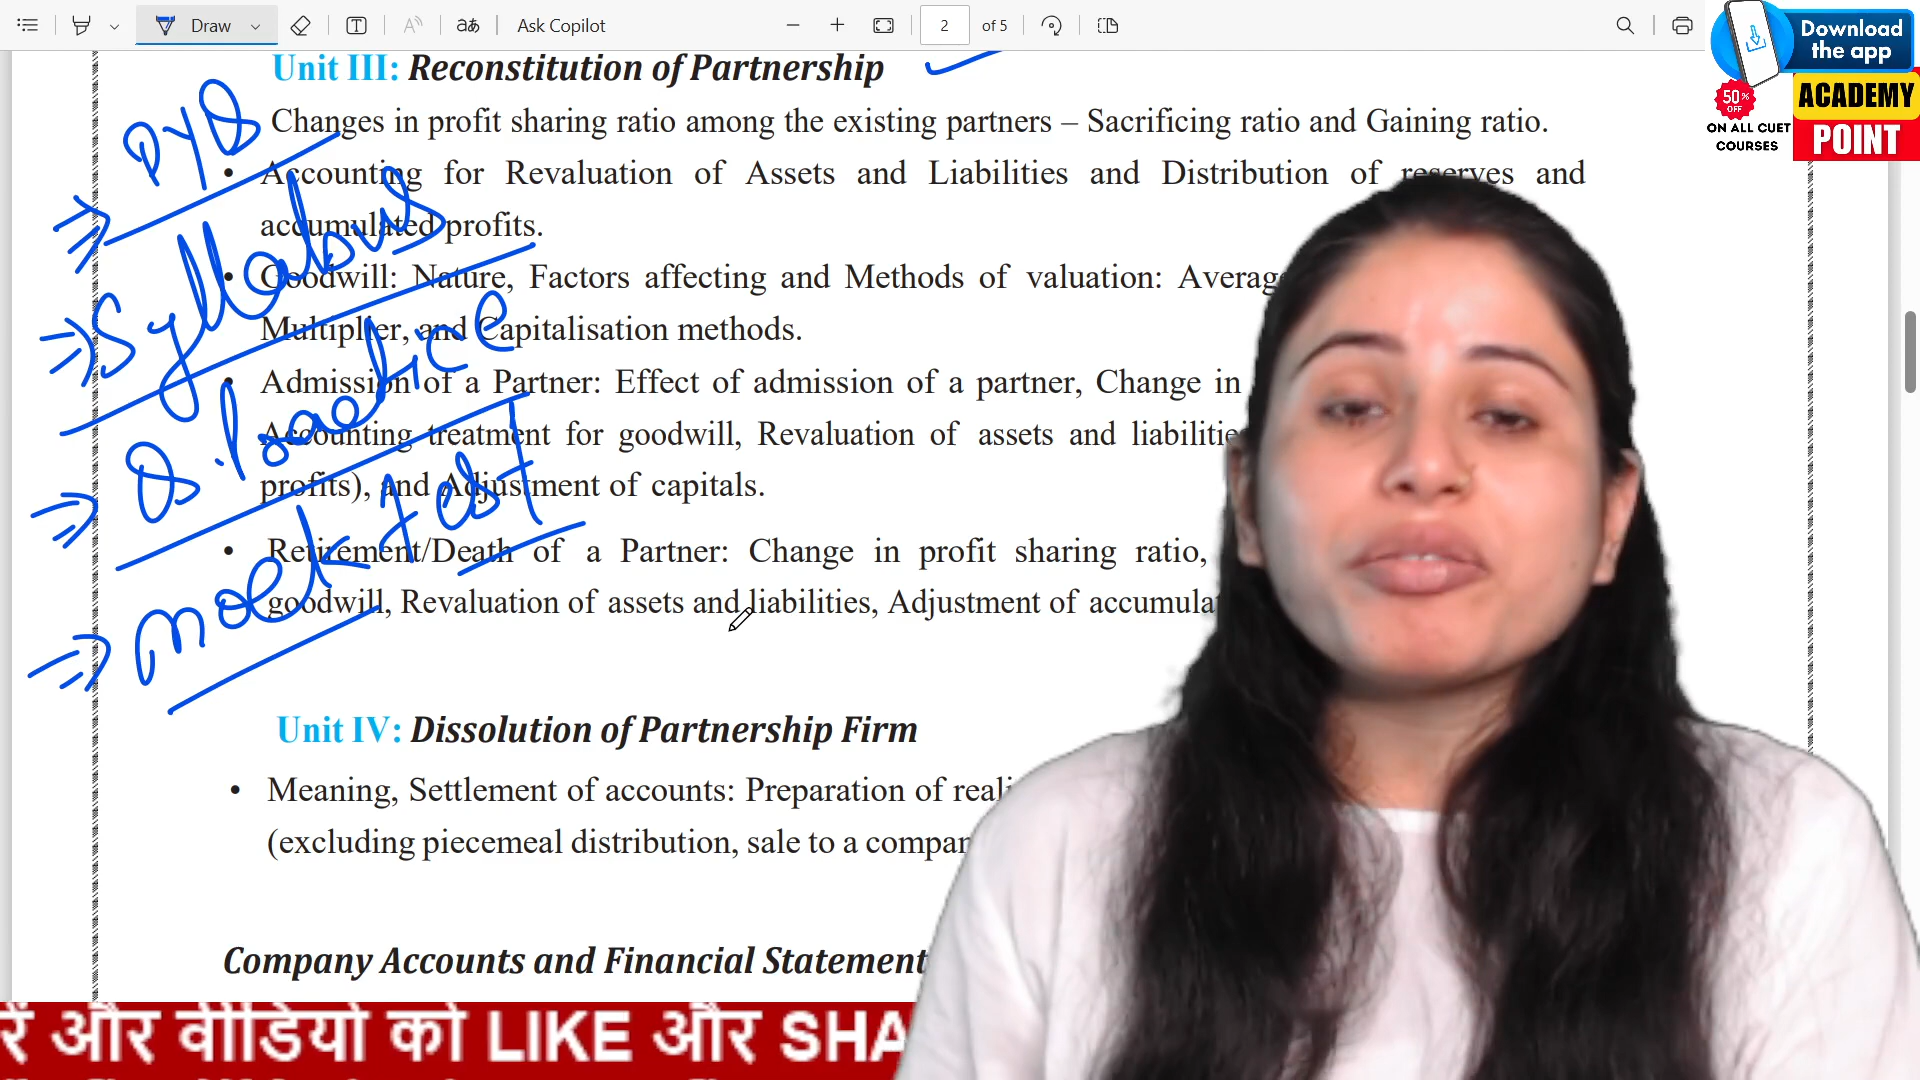 Draw
aあ
Ask Copilot
2
of 5
Download
the app
50%
OFF
ON ALL CUET
COURSES
ACADEMY
POINT
Unit III: Reconstitution of Partnership
Changes in profit sharing ratio among the existing partners – Sacrificing ratio and Gaining ratio.
• Accounting for Revaluation of Assets and Liabilities and Distribution of reserves and
accumulated profits.
• Goodwill: Nature, Factors affecting and Methods of valuation: Average
Multiplier, and Capitalisation methods.
• Admission of a Partner: Effect of admission of a partner, Change in
Accounting treatment for goodwill, Revaluation of assets and liabilitie
profits), and Adjustment of capitals.
• Retirement/Death of a Partner: Change in profit sharing ratio,
goodwill, Revaluation of assets and liabilities, Adjustment of accumulat
PYQ
Syllabus
Q. Practice
mock test
Unit IV: Dissolution of Partnership Firm
• Meaning, Settlement of accounts: Preparation of reali
(excluding piecemeal distribution, sale to a compan
Company Accounts and Financial Statement
रें और वीडियो को LIKE और SHA